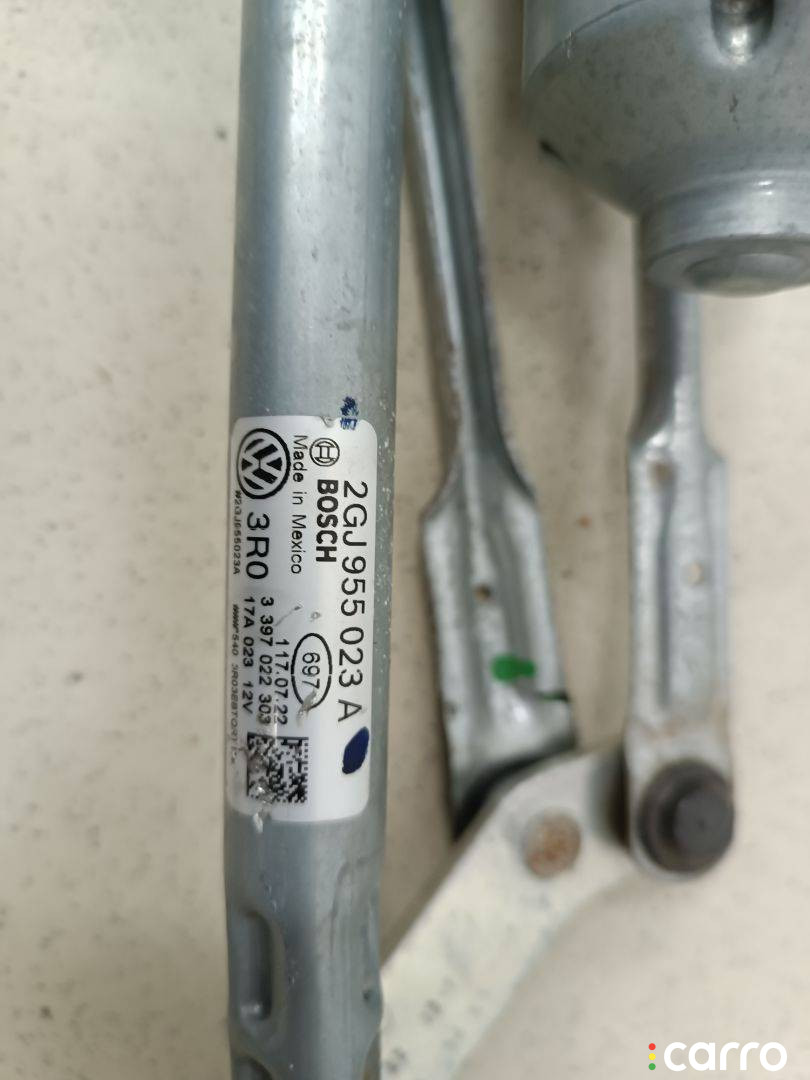 2GJ 955 023 A
BOSCH
Made in Mexico
697
3R0
117.07.22
3 397 022 303
17A 023 12V
carro